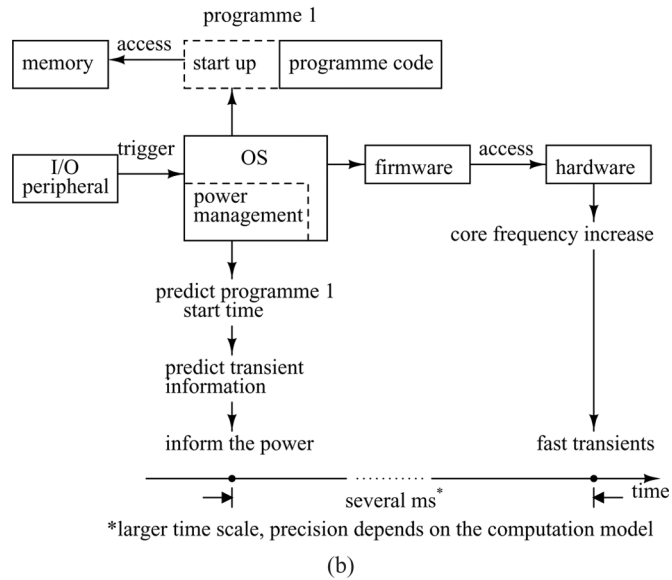 programme 1
access
memory
start up
programme code
trigger
OS
access
I/O
peripheral
firmware
hardware
power
management
core frequency increase
predict programme 1
start time
predict transient
information
inform the power
fast transients
time
several ms*
*larger time scale, precision depends on the computation model
(b)